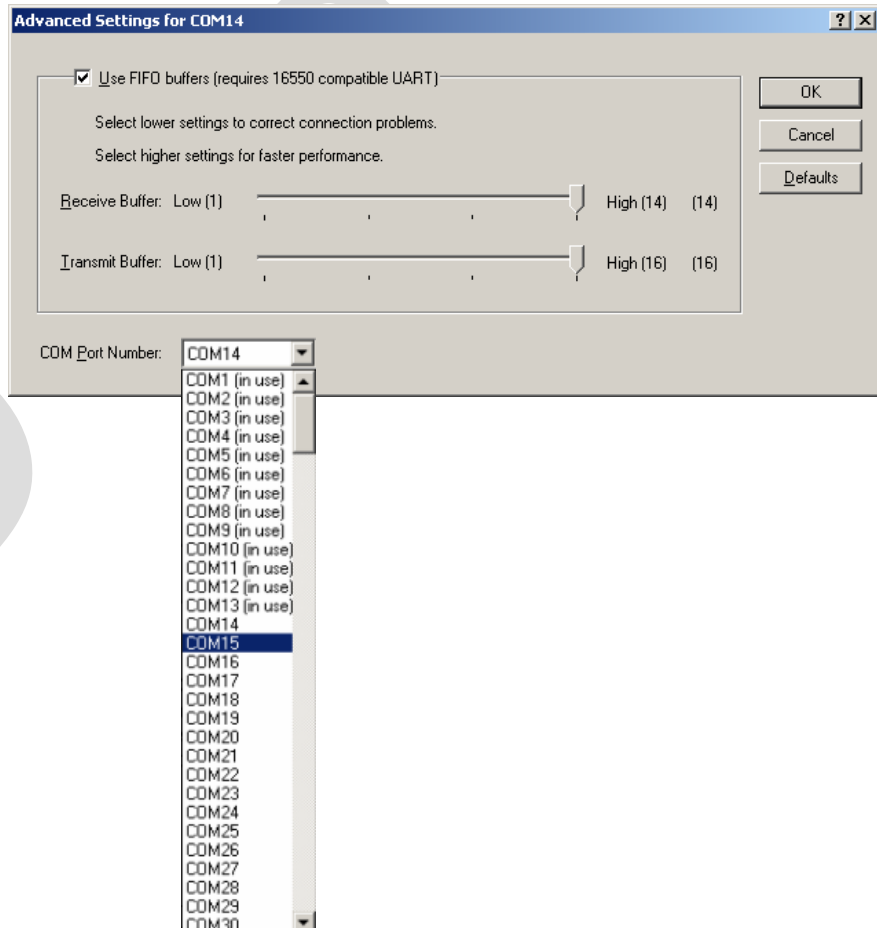 Advanced Settings for COM14
Use FIFO buffers (requires 16550 compatible UART)
OK
Select lower settings to correct connection problems.
Cancel
Select higher settings for faster performance.
Defaults
Receive Buffer: Low (1) High (14) (14)
Transmit Buffer: Low (1) High (16) (16)
COM Port Number: COM14
COM1 (in use)
COM2 (in use)
COM3 (in use)
COM4 (in use)
COM5 (in use)
COM6 (in use)
COM7 (in use)
COM8 (in use)
COM9 (in use)
COM10 (in use)
COM11 (in use)
COM12 (in use)
COM13 (in use)
COM14
COM15
COM16
COM17
COM18
COM19
COM20
COM21
COM22
COM23
COM24
COM25
COM26
COM27
COM28
COM29
COM30